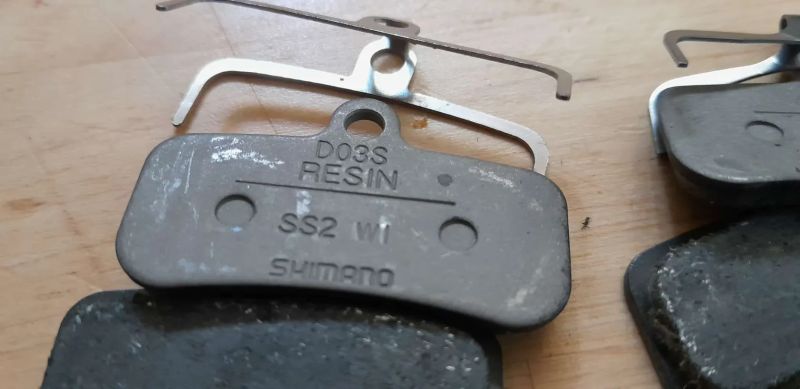 D03S
RESIN
SS2 W1
SHIMANO